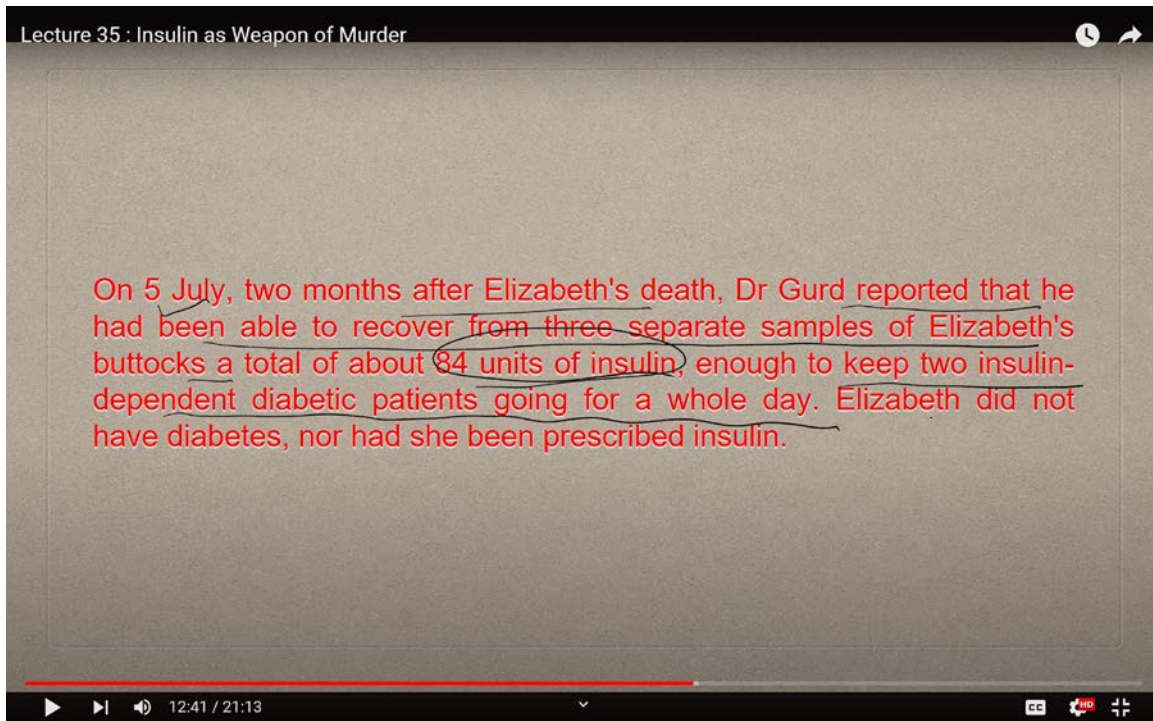 Lecture 35 : Insulin as Weapon of Murder
On 5 July, two months after Elizabeth's death, Dr Gurd reported that he
had been able to recover from three separate samples of Elizabeth's
buttocks a total of about 84 units of insulin, enough to keep two insulin-
dependent diabetic patients going for a whole day. Elizabeth did not
have diabetes, nor had she been prescribed insulin.
12:41 / 21:13
CC
HD